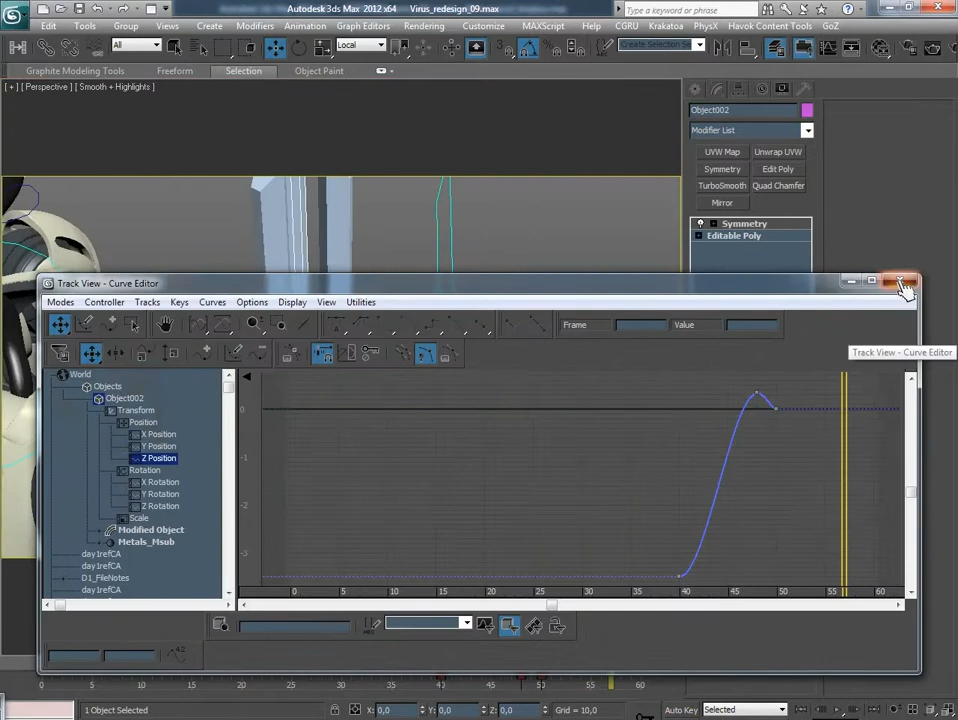 Autodesk 3ds Max 2012 x64 Virus_redesign_09.max
Type a keyword or phrase
Edit Tools Group Views Create Modifiers Animation Graph Editors Rendering Customize MAXScript Help CGRU Krakatoa PhysX Havok Content Tools GoZ
All Local 3 Create Selection Se
Graphite Modeling Tools Freeform Selection Object Paint
[ + ] [ Perspective ] [ Smooth + Highlights ]
Object002
Modifier List
UVW Map Unwrap UVW
Symmetry Edit Poly
TurboSmooth Quad Chamfer
Mirror
Symmetry
Editable Poly
Track View - Curve Editor
Modes Controller Tracks Keys Curves Options Display View Utilities
Frame Value
Track View - Curve Editor
World
Objects
Object002
Transform
Position
X Position
Y Position
Z Position
Rotation
X Rotation
Y Rotation
Z Rotation
Scale
Modified Object
Metals_Msub
day1refCA
day1refCA
D1_FileNotes
day1refCA
0
-1
-2
-3
0 5 10 15 20 25 30 35 40 45 50 55 60
0 5 10 15 20 25 30 35 40 45 50 55 60
1 Object Selected X: 0,0 Y: 0,0 Z: 0,0 Grid = 10,0 Auto Key Selected